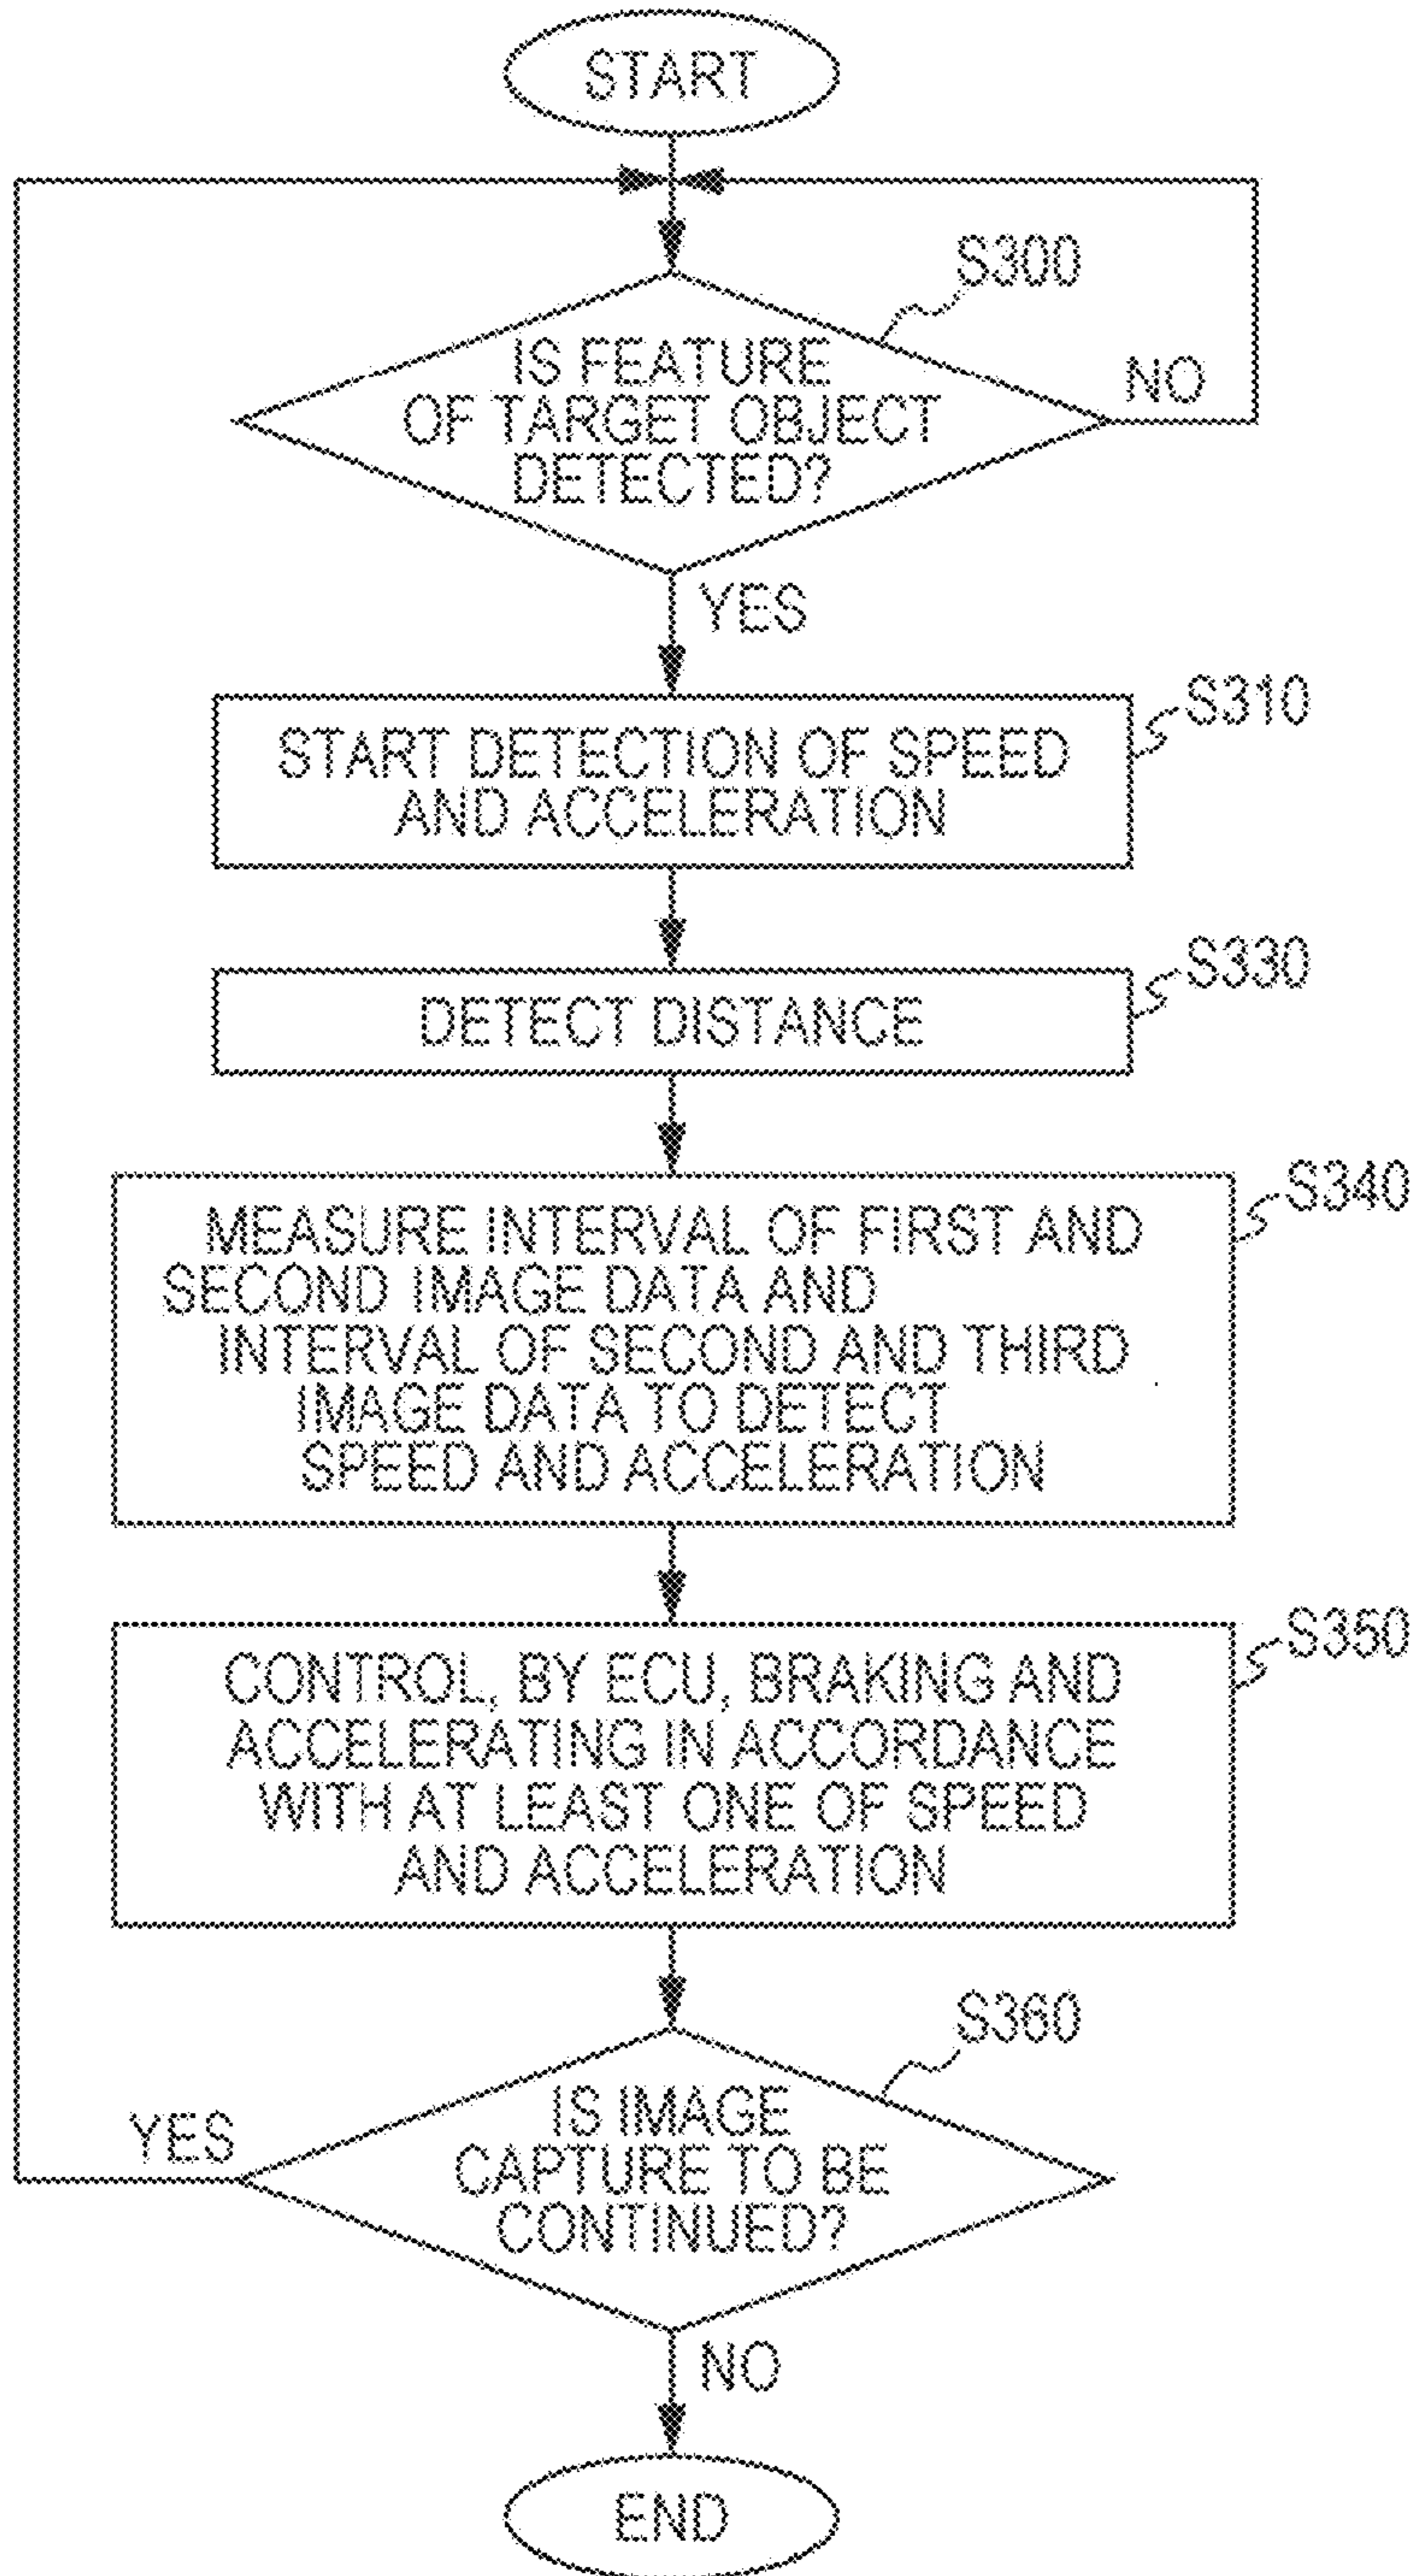 START
S300
IS FEATURE
OF TARGET OBJECT
DETECTED?
NO
YES
S310
START DETECTION OF SPEED
AND ACCELERATION
S330
DETECT DISTANCE
S340
MEASURE INTERVAL OF FIRST AND
SECOND IMAGE DATA AND
INTERVAL OF SECOND AND THIRD
IMAGE DATA TO DETECT
SPEED AND ACCELERATION
S350
CONTROL, BY ECU, BRAKING AND
ACCELERATING IN ACCORDANCE
WITH AT LEAST ONE OF SPEED
AND ACCELERATION
S360
IS IMAGE
CAPTURE TO BE
CONTINUED?
YES
NO
END